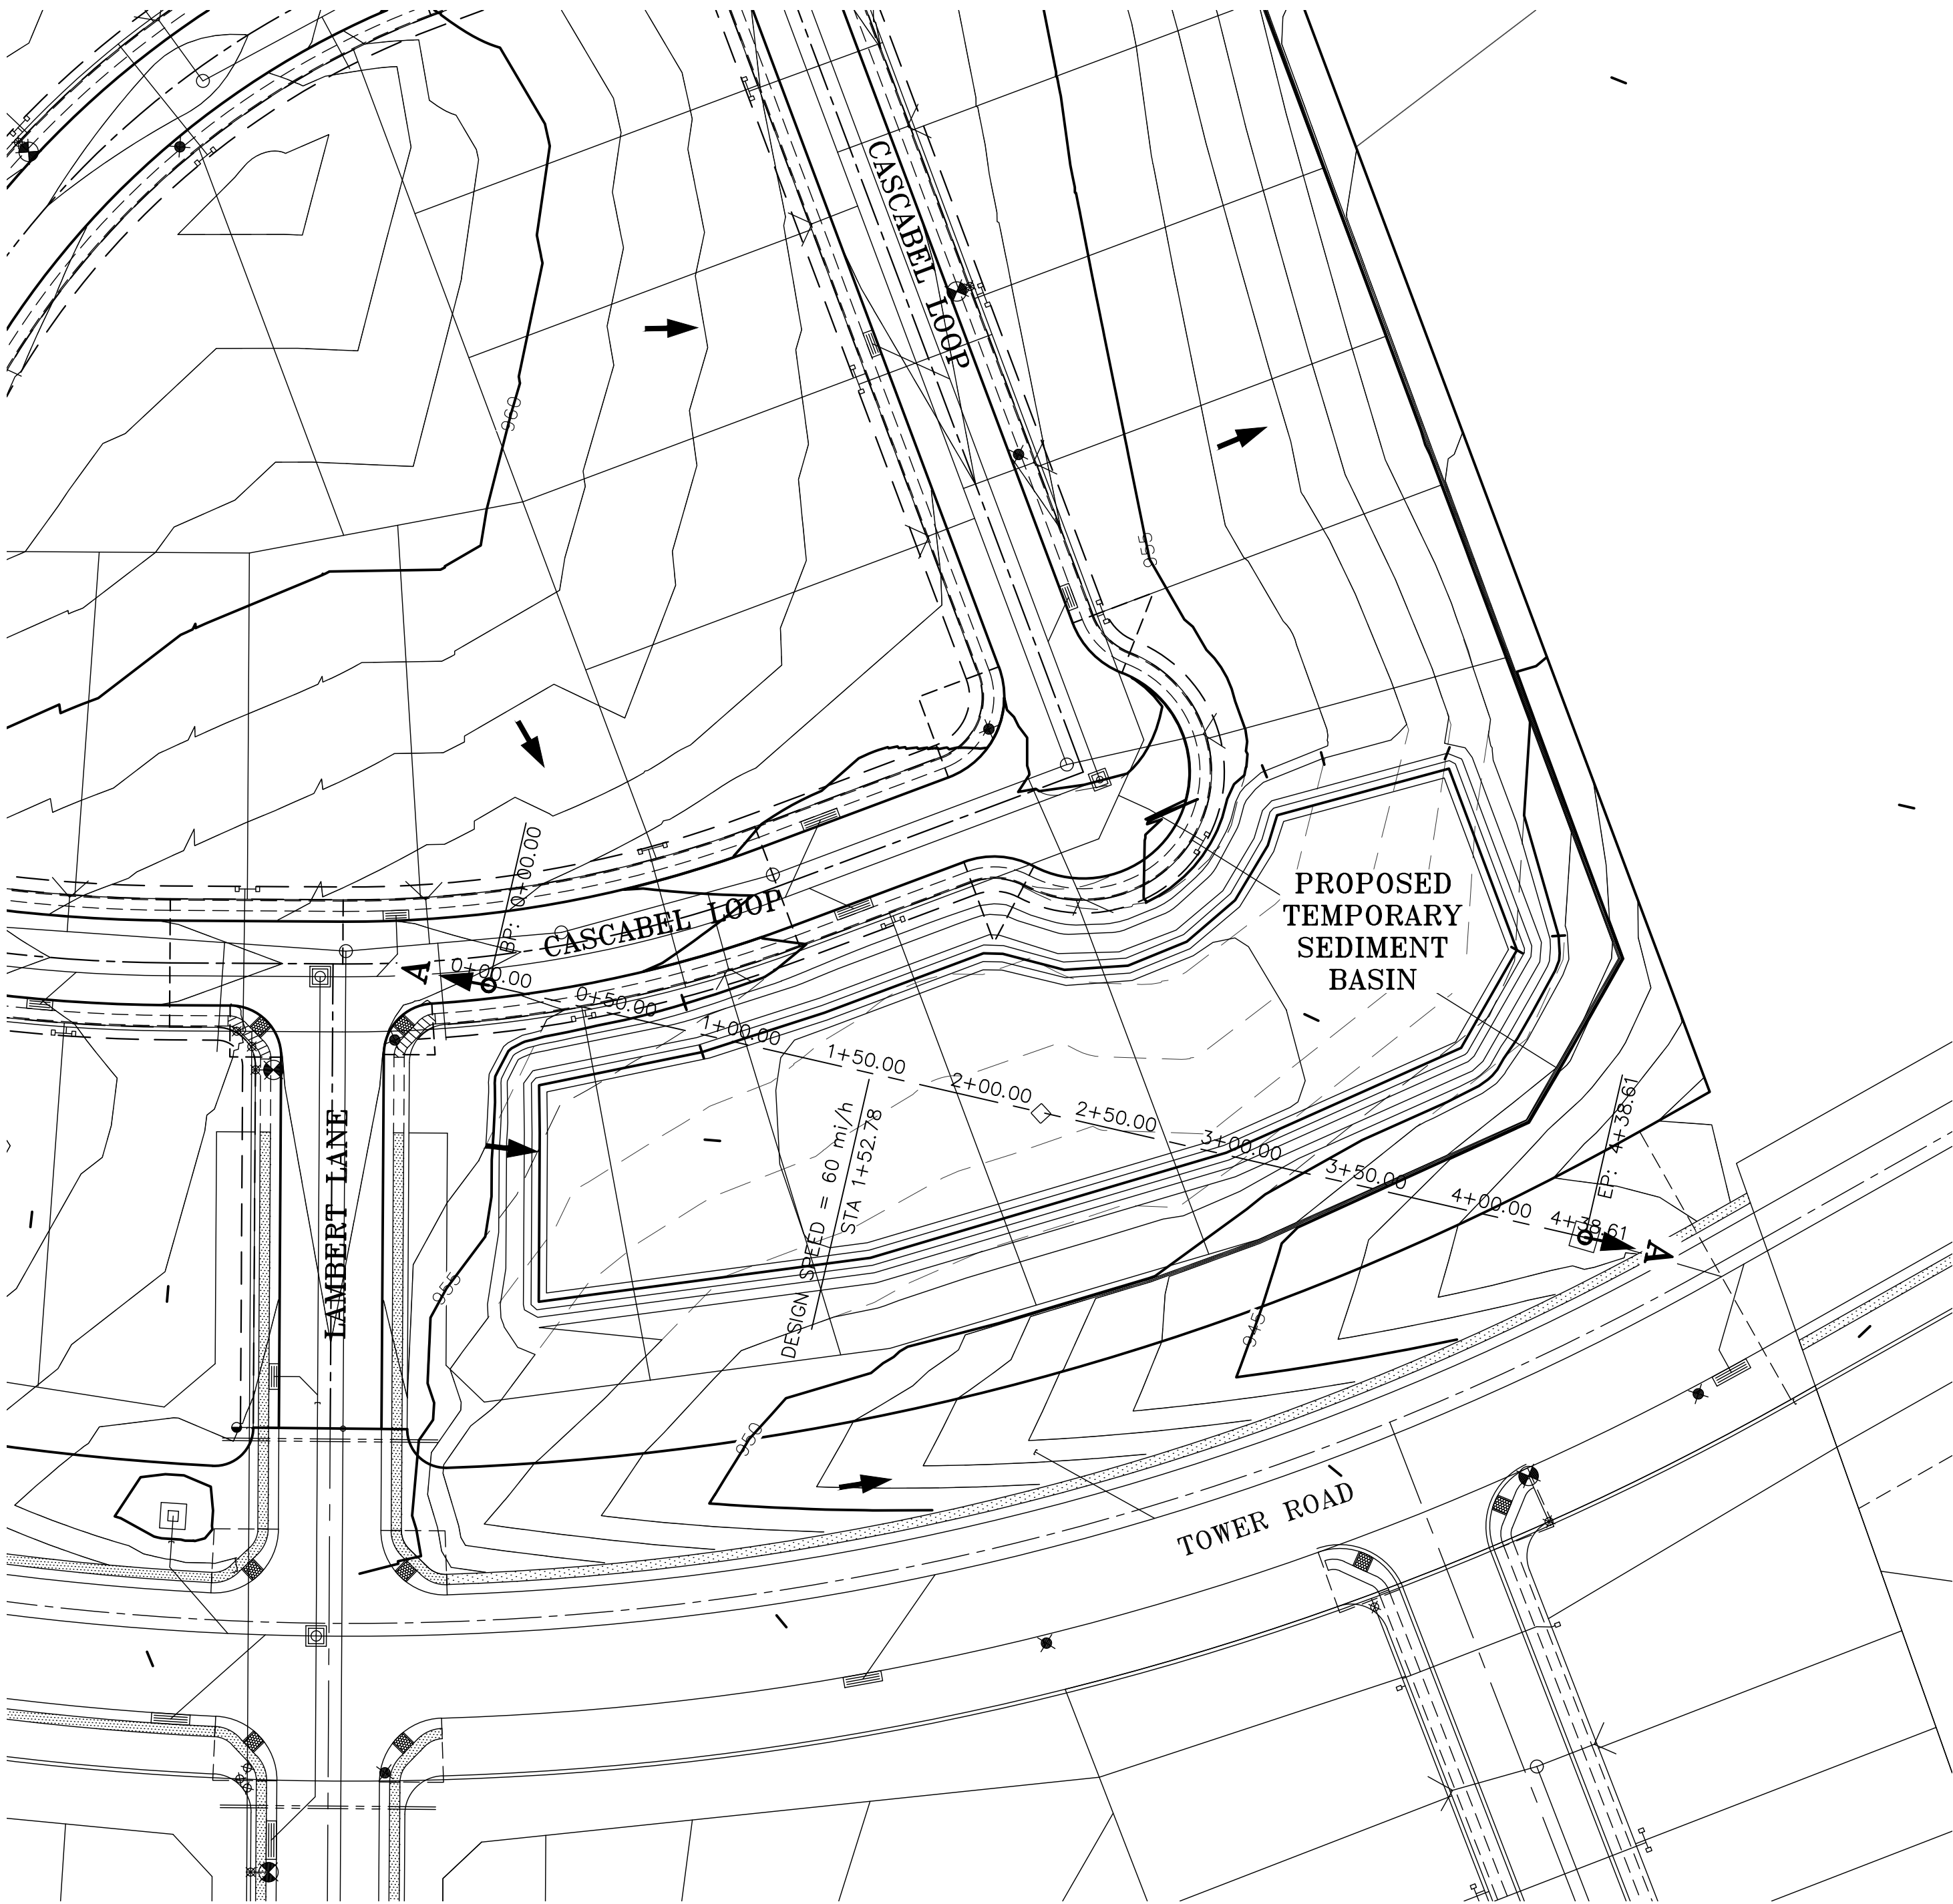 CASCABEL LOOP
960
955
BP: 0+00.00
CASCABEL LOOP
PROPOSED
TEMPORARY
SEDIMENT
BASIN
A
0+00.00
0+50.00
1+00.00
1+50.00
2+00.00
2+50.00
3+00.00
3+50.00
4+00.00
4+38.61
EP: 4+38.61
A
DESIGN SPEED = 60 mi/h
STA 1+52.78
LAMBERT LANE
955
945
950
TOWER ROAD